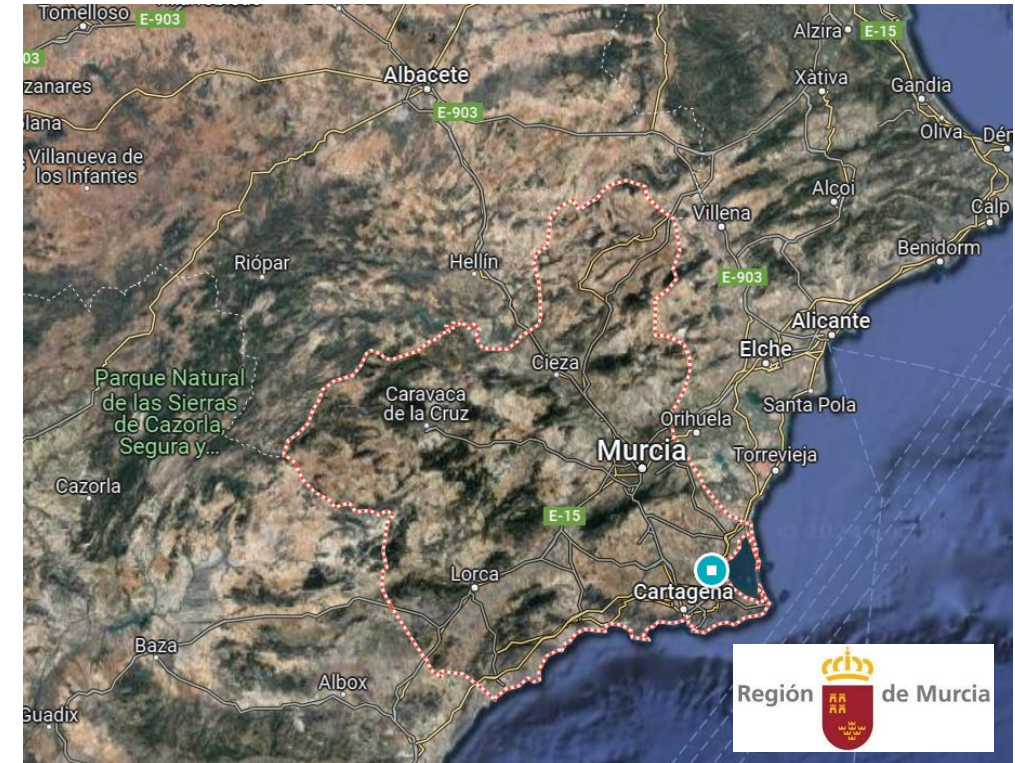 Tomelloso
E-903
Alzira
E-15
03
zanares
Albacete
Xàtiva
Gandia
E-903
lana
Oliva
Dén
Villanueva de
los Infantes
Alcoi
Villena
Calp
Riópar
Hellín
Benidorm
E-903
Alicante
Elche
Cieza
Parque Natural
de las Sierras
de Cazorla,
Segura y...
Caravaca
de la Cruz
Santa Pola
Orihuela
Murcia
Torrevieja
Cazorla
E-15
Lorca
Cartagena
Baza
Albox
Guadix
Región de Murcia